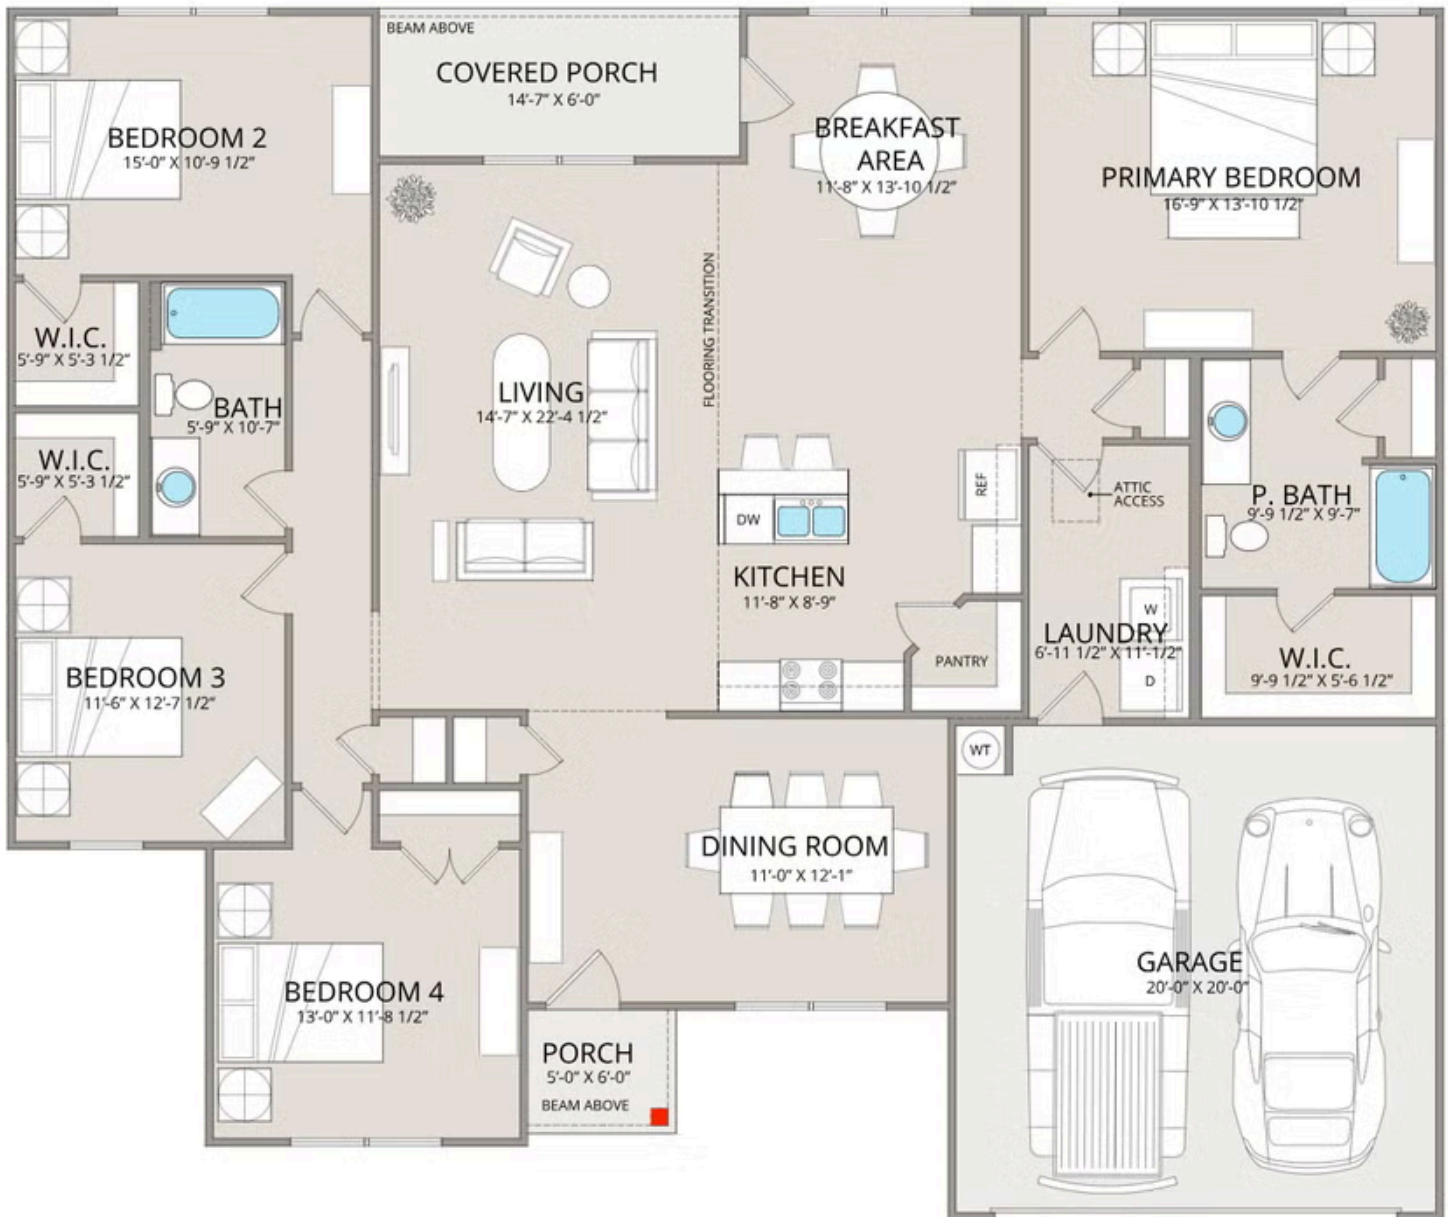 BEAM ABOVE
COVERED PORCH
14'-7" X 6'-0"
BREAKFAST
AREA
11'-8" X 13'-10 1/2"
BEDROOM 2
15'-0" X 10'-9 1/2"
PRIMARY BEDROOM
16'-9" X 13'-10 1/2"
W.I.C.
5'-9" X 5'-3 1/2"
BATH
5'-9" X 10'-7"
W.I.C.
5'-9" X 5'-3 1/2"
LIVING
14'-7" X 22'-4 1/2"
FLOORING TRANSITION
REF
DW
KITCHEN
11'-8" X 8'-9"
PANTRY
ATTIC
ACCESS
P. BATH
9'-9 1/2" X 9'-7"
W
LAUNDRY
6'-11 1/2" X 11'-1/2"
D
W.I.C.
9'-9 1/2" X 5'-6 1/2"
BEDROOM 3
11'-6" X 12'-7 1/2"
WT
DINING ROOM
11'-0" X 12'-1"
BEDROOM 4
13'-0" X 11'-8 1/2"
GARAGE
20'-0" X 20'-0"
PORCH
5'-0" X 6'-0"
BEAM ABOVE